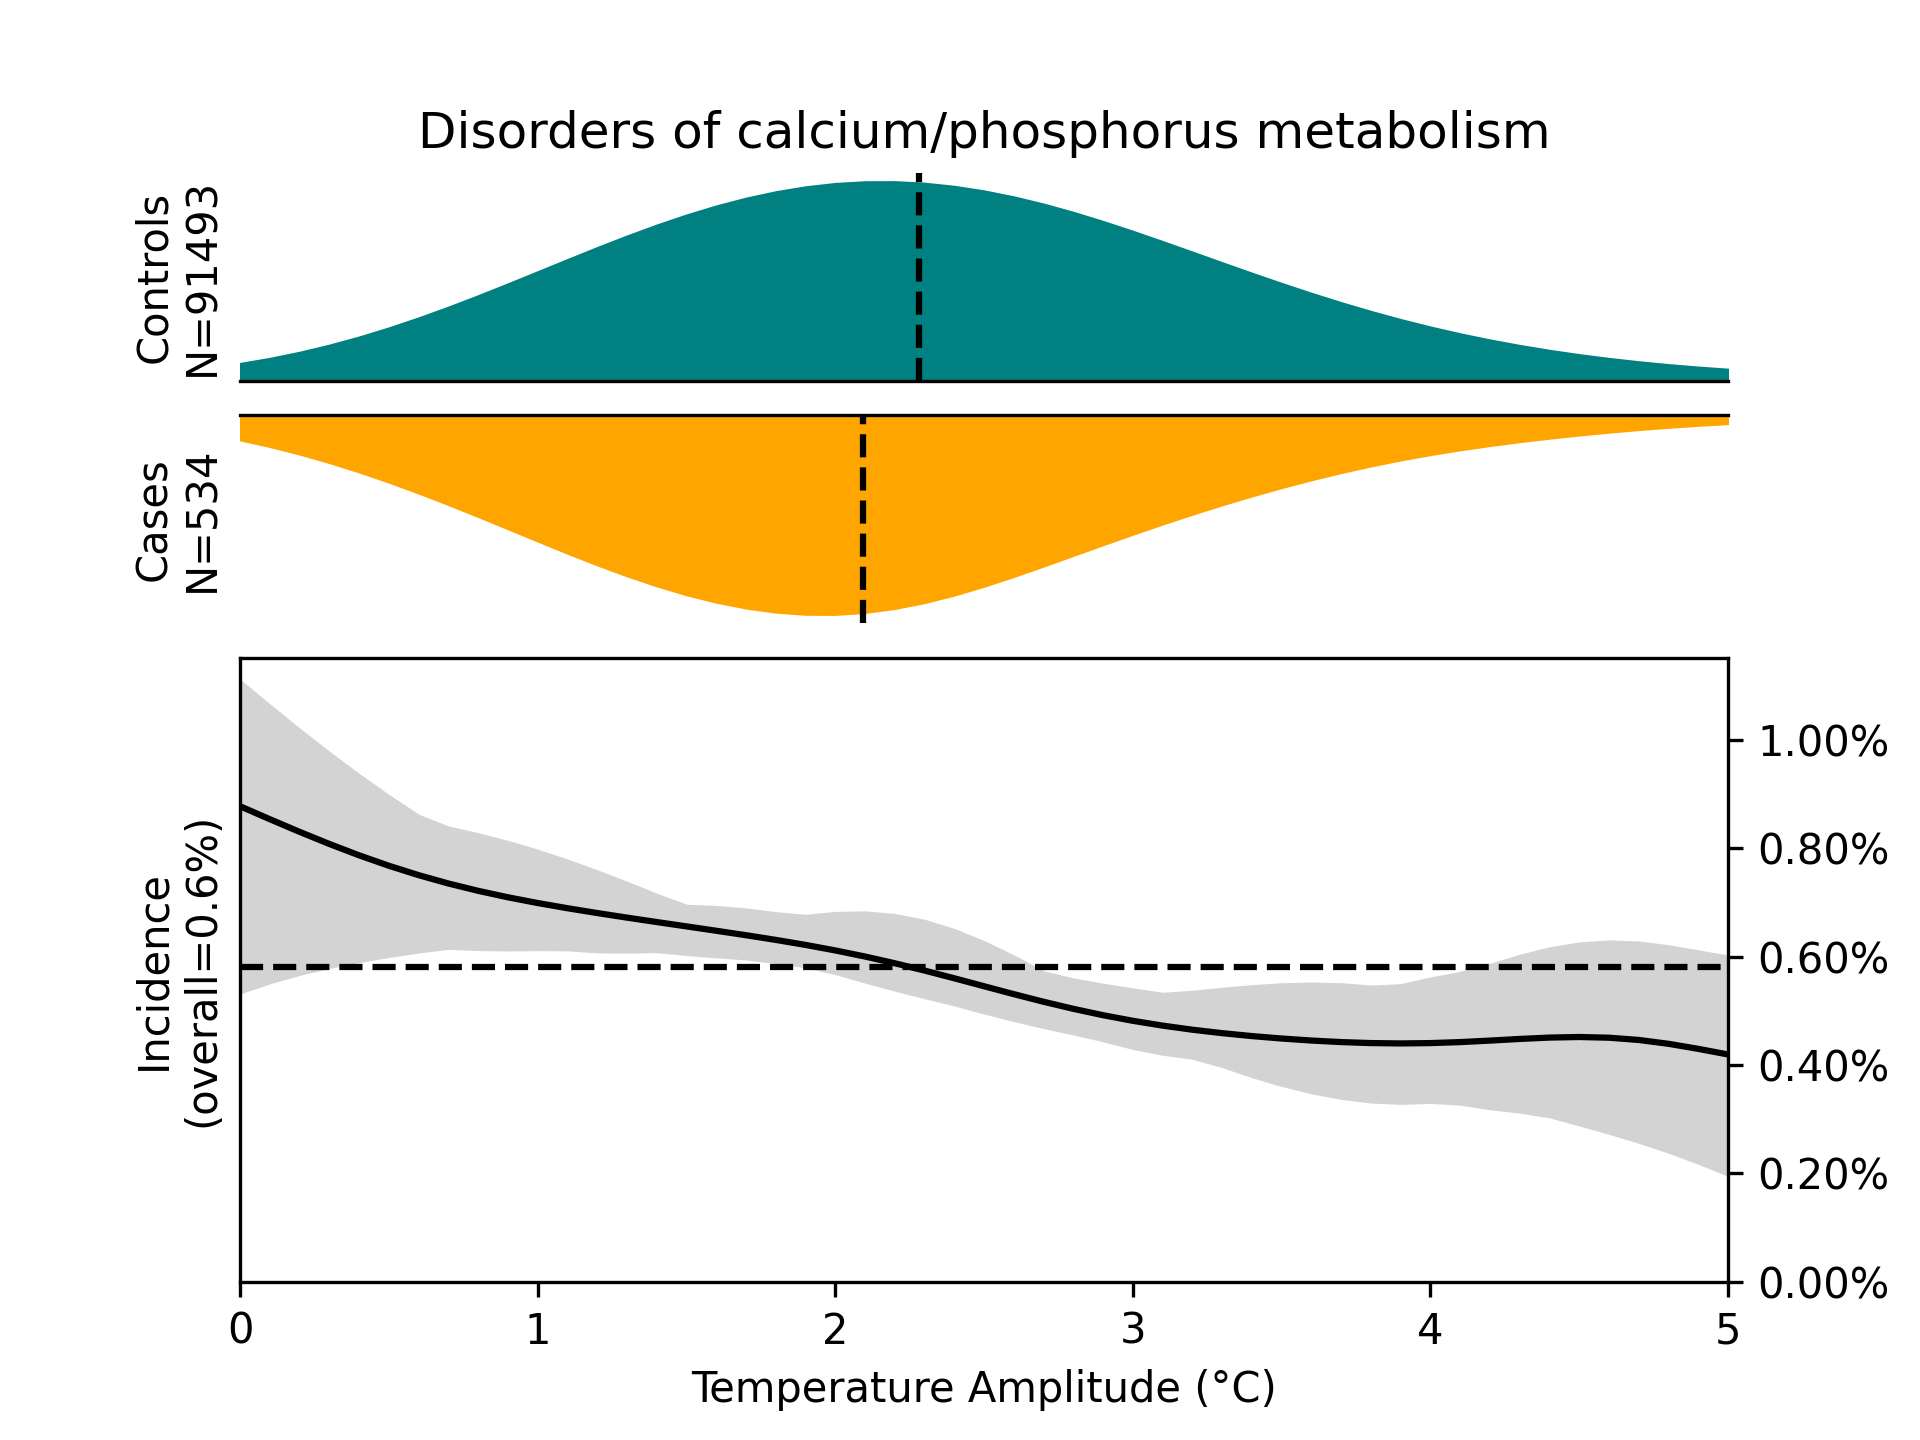 Disorders of calcium/phosphorus metabolism
Controls
N=91493
Cases
N=534
Incidence
(overall=0.6%)
1.00%
0.80%
0.60%
0.40%
0.20%
0.00%
0 1 2 3 4 5
Temperature Amplitude (°C)